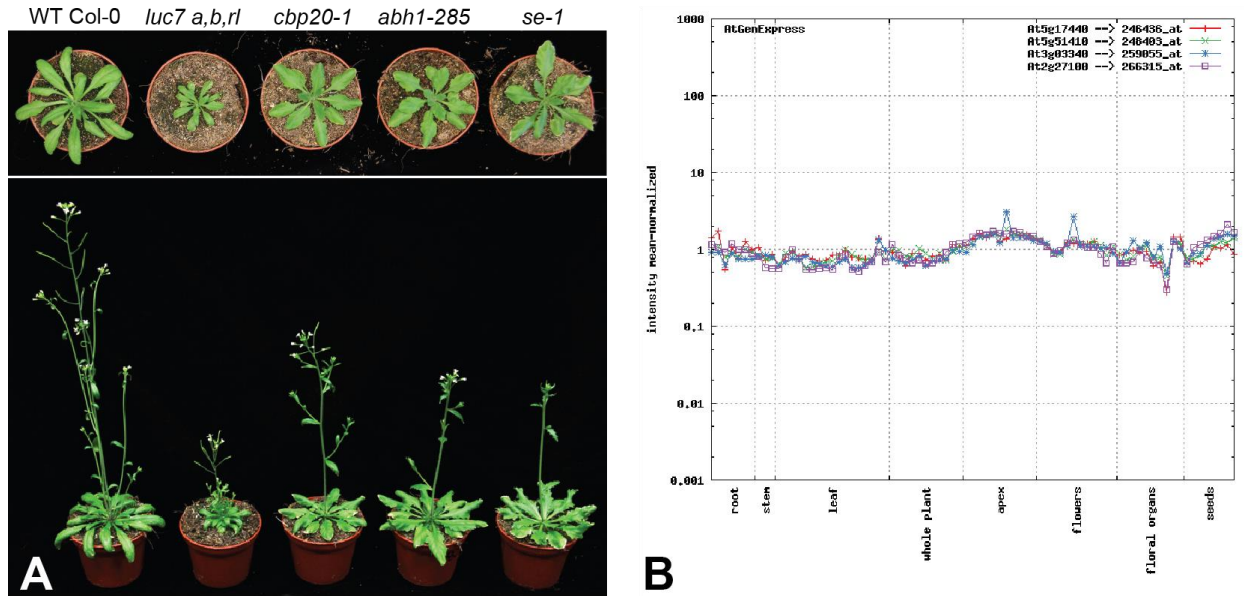 WT Col-0 luc7 a,b,rl cbp20-1 abh1-285 se-1
A
AtGenExpress
At5g17440 ---> 246436_at
At5g51410 ---> 248403_at
At3g03340 ---> 259055_at
At2g27100 ---> 266315_at
1000
100
10
1
0.1
0.01
0.001
intensity mean-normalized
root
stem
leaf
whole plant
apex
flowers
floral organs
seeds
B